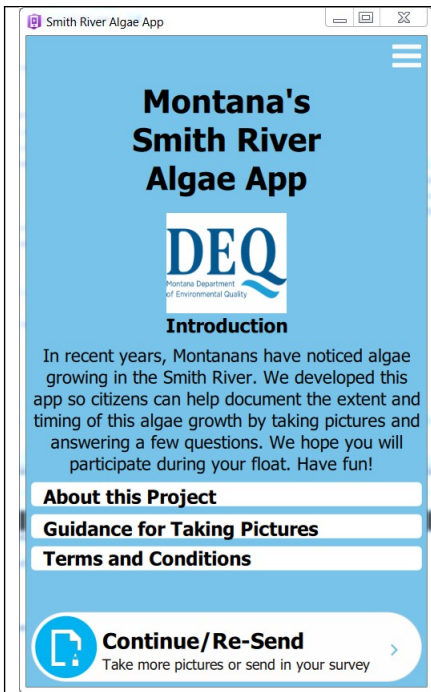 Smith River Algae App
Montana's
Smith River
Algae App
DEQ
Montana Department
of Environmental Quality
Introduction
In recent years, Montanans have noticed algae
growing in the Smith River. We developed this
app so citizens can help document the extent and
timing of this algae growth by taking pictures and
answering a few questions. We hope you will
participate during your float. Have fun!
About this Project
Guidance for Taking Pictures
Terms and Conditions
Continue/Re-Send
Take more pictures or send in your survey